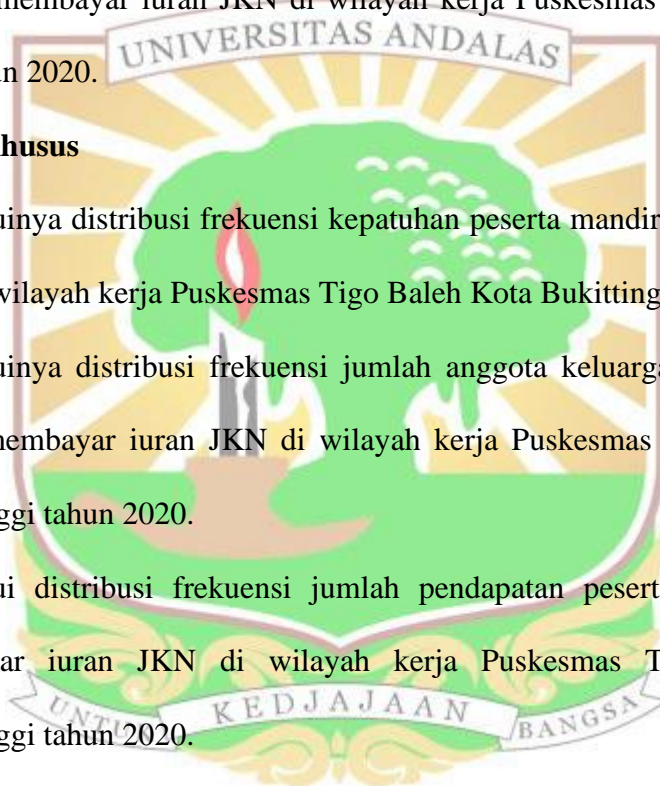 membayar iuran JKN di wilayah kerja Puskesmas
UNIVERSITAS ANDALAS
un 2020.
husus
uinya distribusi frekuensi kepatuhan peserta mandir
wilayah kerja Puskesmas Tigo Baleh Kota Bukitting
uinya distribusi frekuensi jumlah anggota keluarga
membayar iuran JKN di wilayah kerja Puskesmas
ggi tahun 2020.
ui distribusi frekuensi jumlah pendapatan pesert
ar iuran JKN di wilayah kerja Puskesmas T
UNTU KEDJAJAAN BANGSA
ggi tahun 2020.